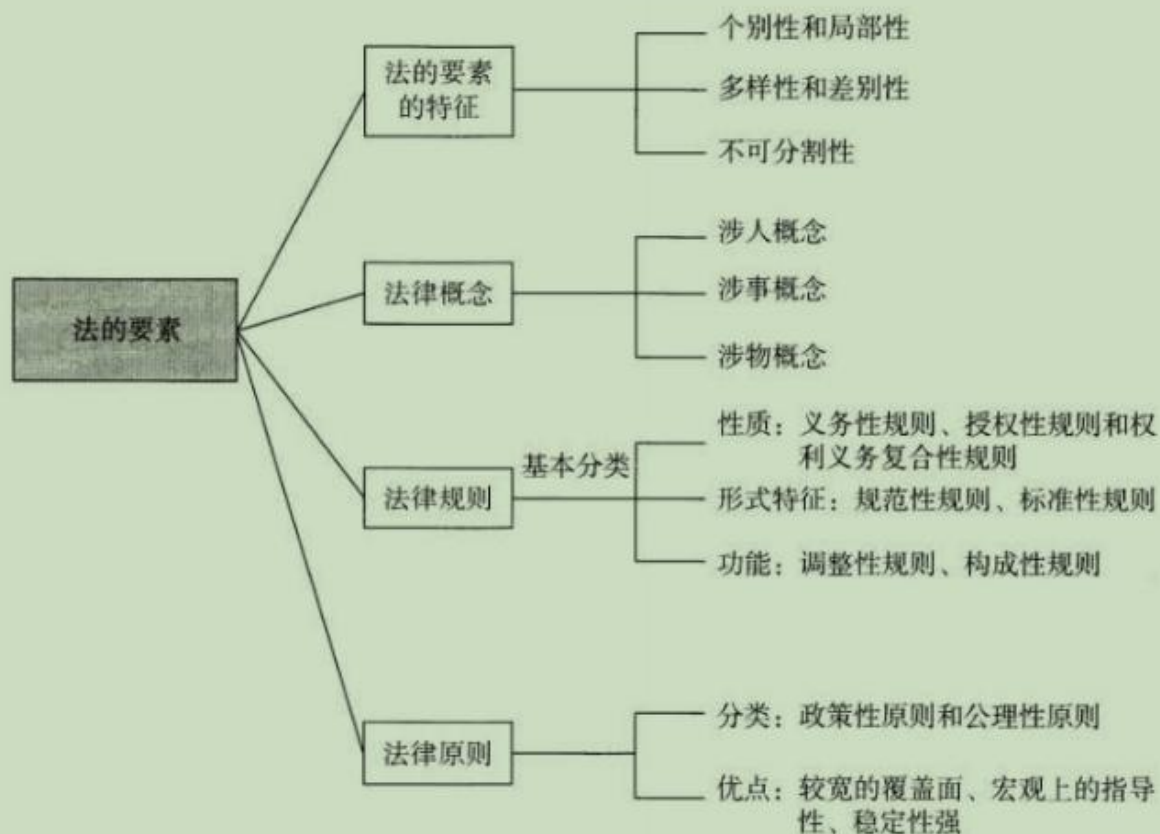 法的要素
法的要素
的特征
个别性和局部性
多样性和差别性
不可分割性
法律概念
涉人概念
涉事概念
涉物概念
法律规则
基本分类
性质：义务性规则、授权性规则和权
利义务复合性规则
形式特征：规范性规则、标准性规则
功能：调整性规则、构成性规则
法律原则
分类：政策性原则和公理性原则
优点：较宽的覆盖面、宏观上的指导
性、稳定性强